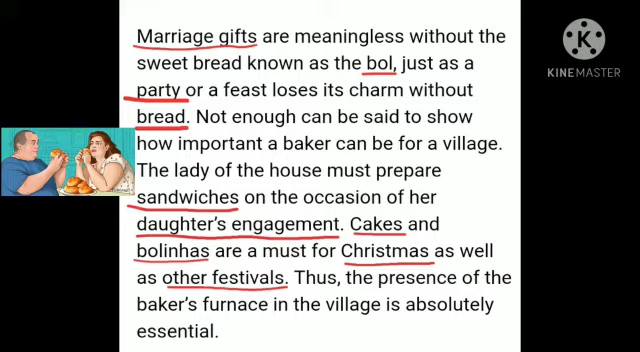 Marriage gifts are meaningless without the
sweet bread known as the bol, just as a
party or a feast loses its charm without
bread. Not enough can be said to show
how important a baker can be for a village.
The lady of the house must prepare
sandwiches on the occasion of her
daughter's engagement. Cakes and
bolinhas are a must for Christmas as well
as other festivals. Thus, the presence of the
baker's furnace in the village is absolutely
essential.
KINEMASTER